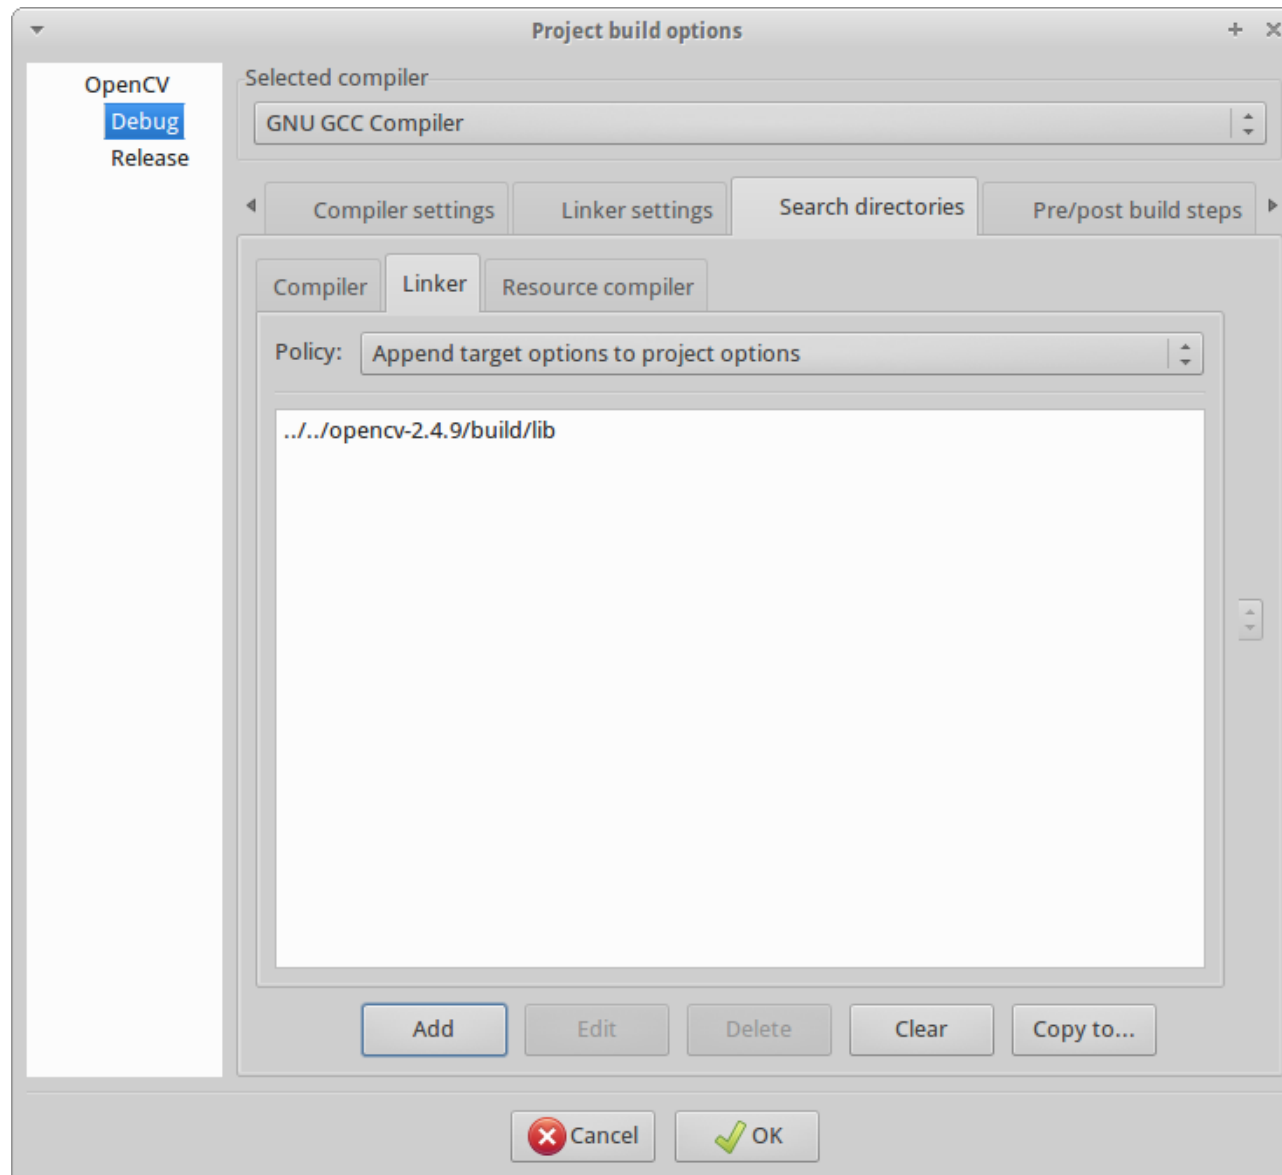 Project build options
OpenCV
Debug
Release
Selected compiler
GNU GCC Compiler
Compiler settings
Linker settings
Search directories
Pre/post build steps
Compiler
Linker
Resource compiler
Policy:
Append target options to project options
../../opencv-2.4.9/build/lib
Add
Edit
Delete
Clear
Copy to...
Cancel
OK